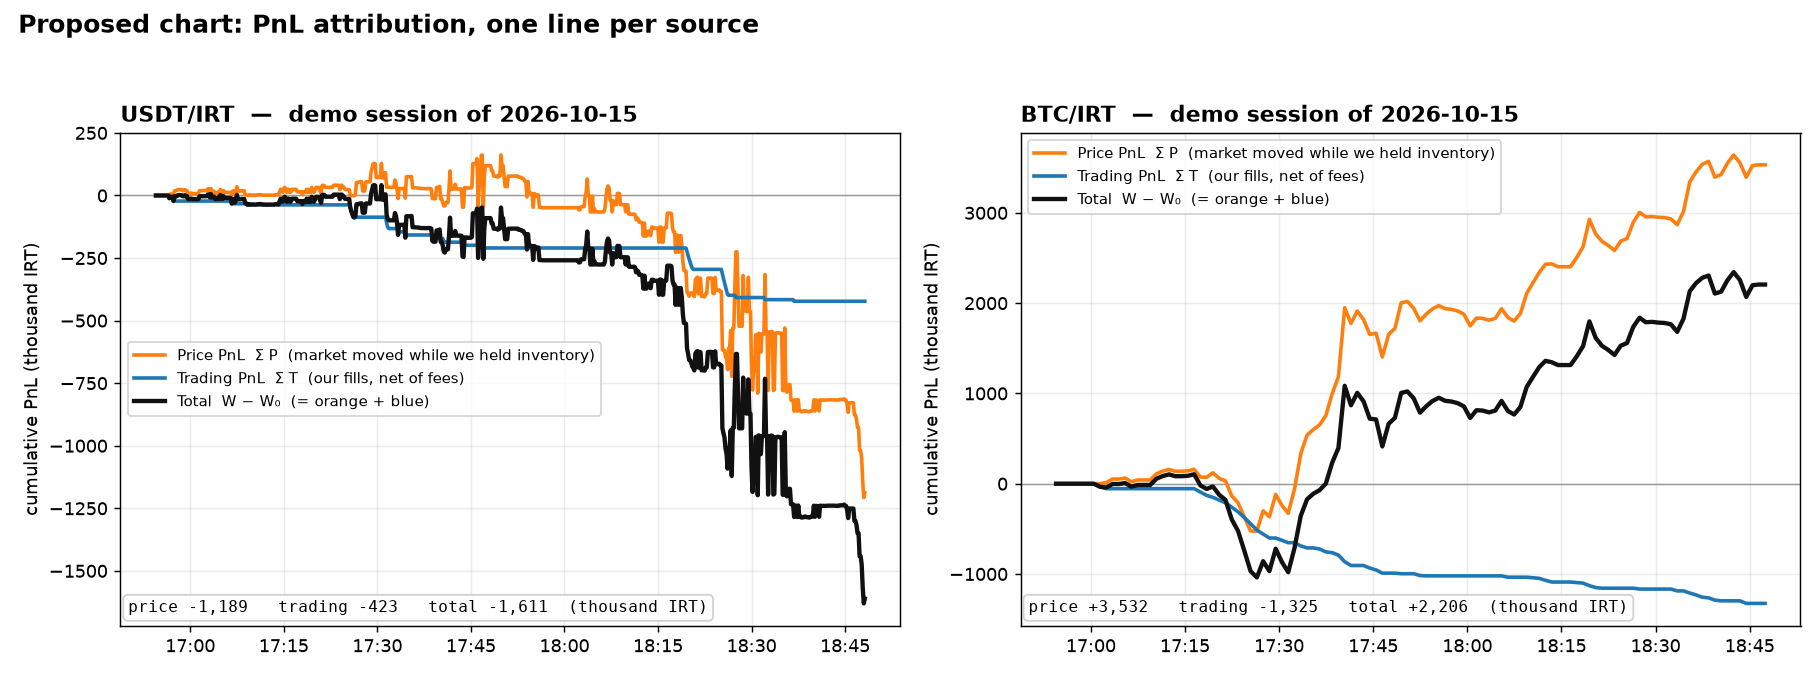 Proposed chart: PnL attribution, one line per source
USDT/IRT — demo session of 2026-10-15
cumulative PnL (thousand IRT)
250
0
−250
−500
−750
−1000
−1250
−1500
Price PnL Σ P (market moved while we held inventory)
Trading PnL Σ T (our fills, net of fees)
Total W − W₀ (= orange + blue)
price -1,189 trading -423 total -1,611 (thousand IRT)
17:00 17:15 17:30 17:45 18:00 18:15 18:30 18:45
BTC/IRT — demo session of 2026-10-15
cumulative PnL (thousand IRT)
Price PnL Σ P (market moved while we held inventory)
Trading PnL Σ T (our fills, net of fees)
Total W − W₀ (= orange + blue)
3000
2000
1000
0
−1000
price +3,532 trading -1,325 total +2,206 (thousand IRT)
17:00 17:15 17:30 17:45 18:00 18:15 18:30 18:45